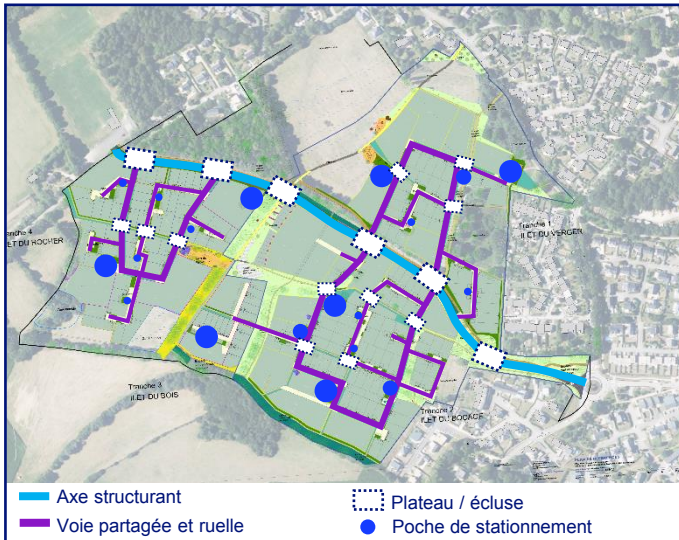 Tranche 1
ILET DU VERGER
Tranche 4
ILET DU ROCHER
Tranche 3
ILET DU BOIS
Tranche 2
ILET DU BOCAGE
Axe structurant
Plateau / écluse
Voie partagée et ruelle
Poche de stationnement